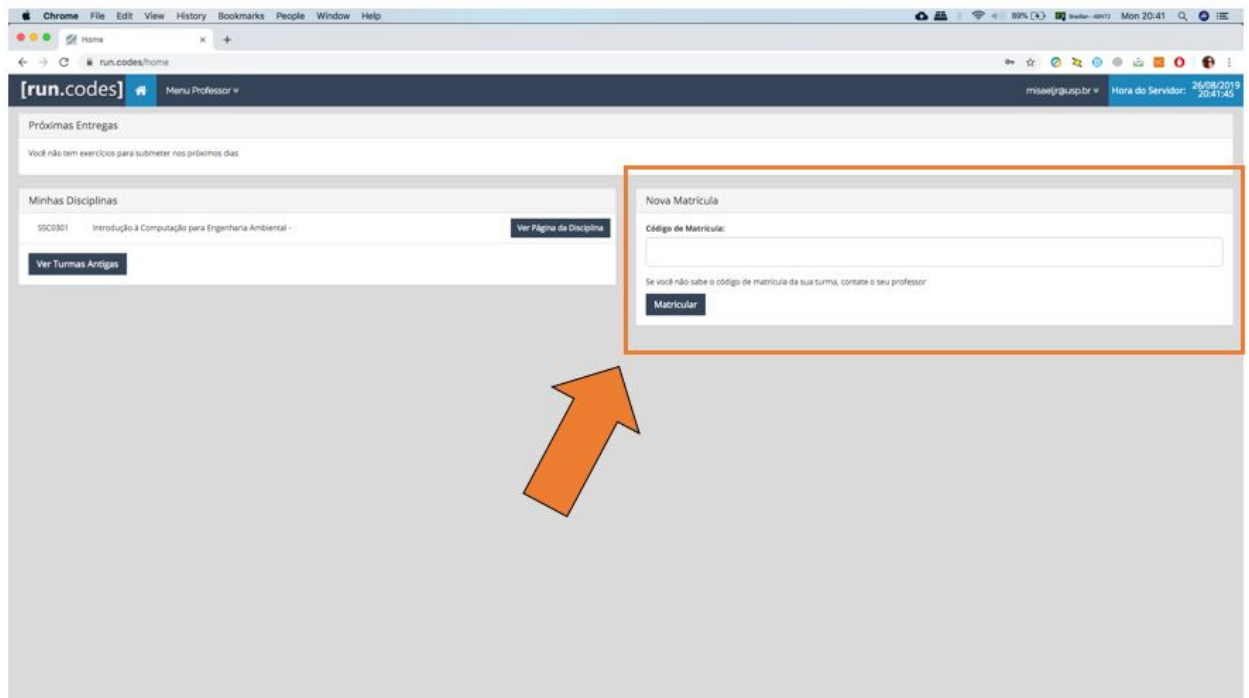 Chrome File Edit View History Bookmarks People Window Help 89% Mon 20:41
Home
run.codes/home
[run.codes] Menu Professor misaeljr@usp.br Hora do Servidor: 26/08/2019 20:41:45
Próximas Entregas
Você não tem exercícios para submeter nos próximos dias
Minhas Disciplinas
SSC0301 Introdução à Computação para Engenharia Ambiental - Ver Página da Disciplina
Ver Turmas Antigas
Nova Matrícula
Código de Matrícula:
Se você não sabe o código de matrícula da sua turma, contate o seu professor
Matricular